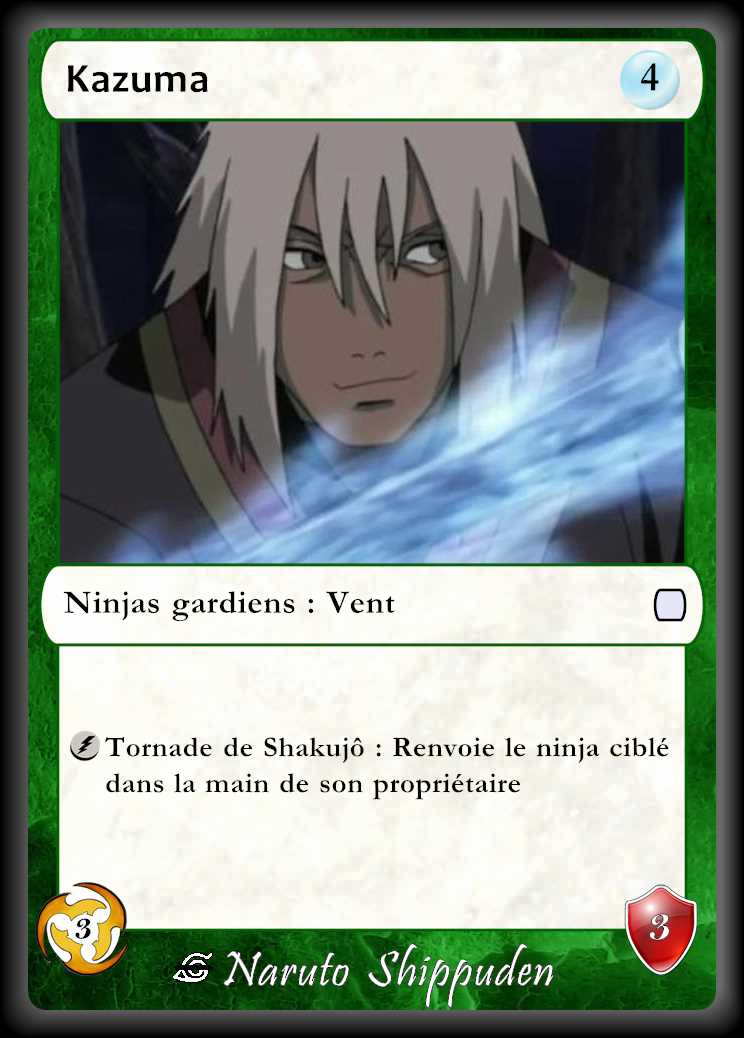 Kazuma
4
Ninjas gardiens : Vent
Tornade de Shakujô : Renvoie le ninja ciblé
dans la main de son propriétaire
3
3
Naruto Shippuden